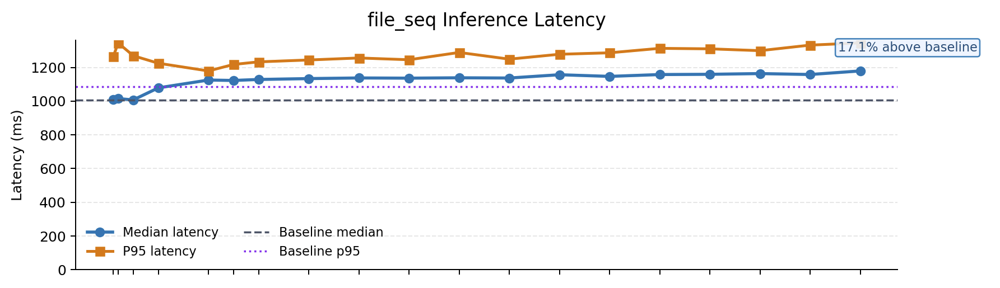 file_seq Inference Latency
17.1% above baseline
1200
1000
800
600
400
200
0
Latency (ms)
Median latency
P95 latency
Baseline median
Baseline p95